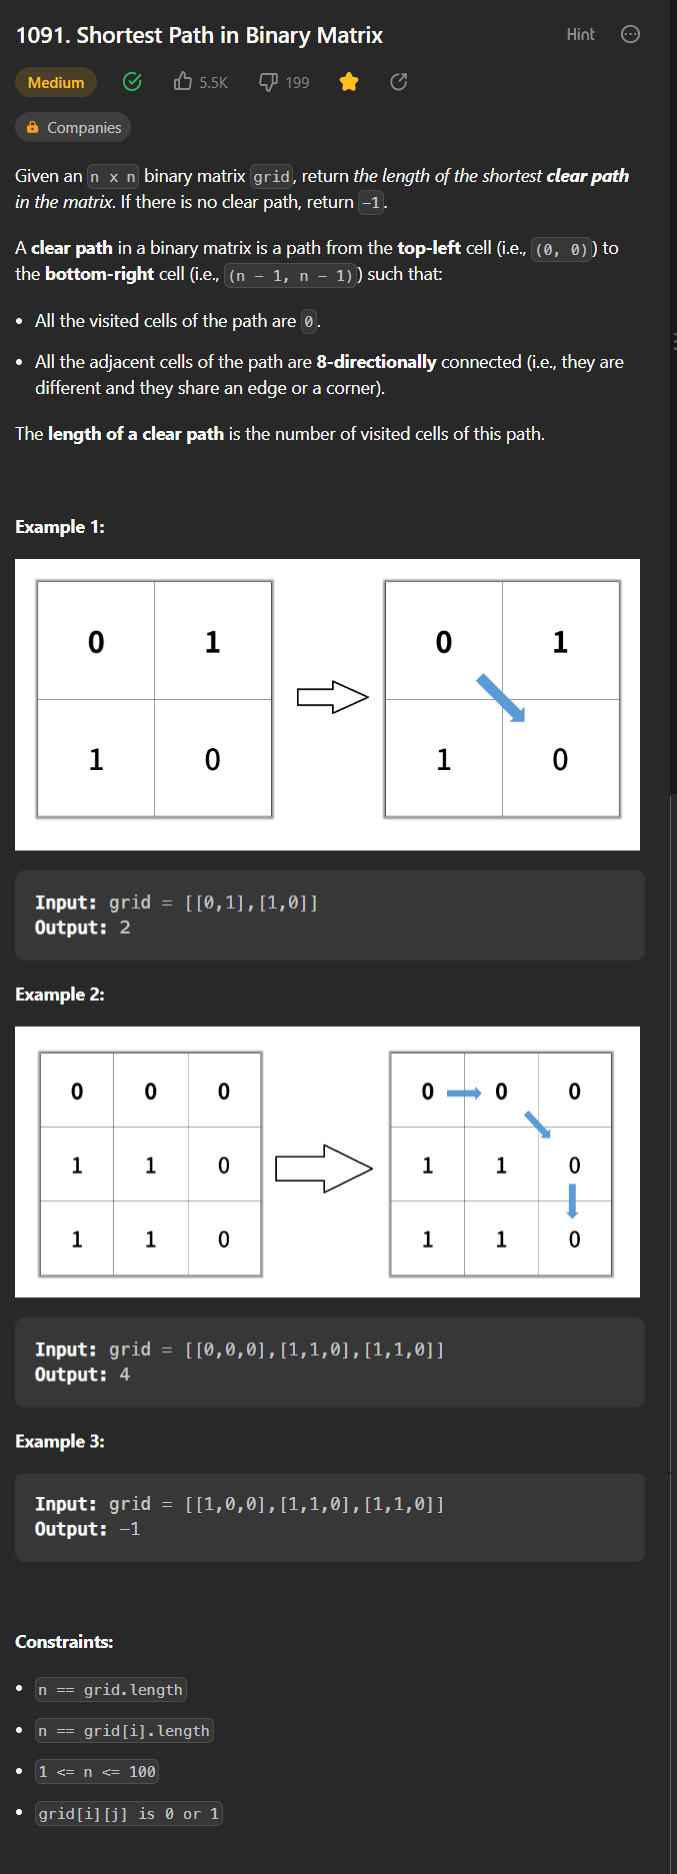 1091. Shortest Path in Binary Matrix
Hint
Medium
5.5K
199
Companies
Given an n x n binary matrix grid, return the length of the shortest clear path
in the matrix. If there is no clear path, return -1.
A clear path in a binary matrix is a path from the top-left cell (i.e., (0, 0)) to
the bottom-right cell (i.e., (n - 1, n - 1)) such that:
• All the visited cells of the path are 0.
• All the adjacent cells of the path are 8-directionally connected (i.e., they are
different and they share an edge or a corner).
The length of a clear path is the number of visited cells of this path.
Example 1:
0 1 0 1
1 0 1 0
Input: grid = [[0,1],[1,0]]
Output: 2
Example 2:
0 0 0 0 0 0
1 1 0 1 1 0
1 1 0 1 1 0
Input: grid = [[0,0,0],[1,1,0],[1,1,0]]
Output: 4
Example 3:
Input: grid = [[1,0,0],[1,1,0],[1,1,0]]
Output: -1
Constraints:
• n == grid.length
• n == grid[i].length
• 1 <= n <= 100
• grid[i][j] is 0 or 1